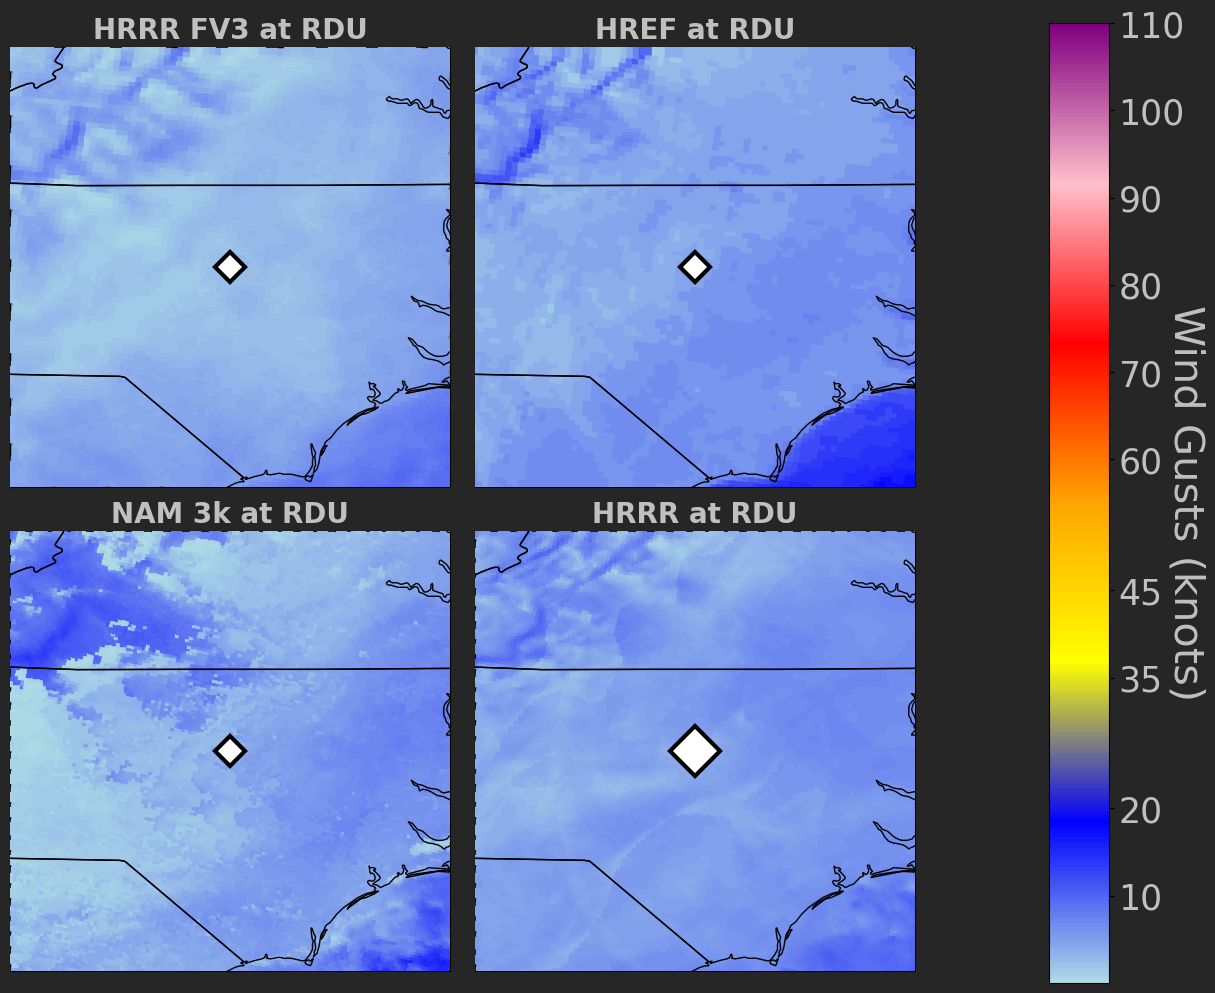 HRRR FV3 at RDU
HREF at RDU
NAM 3k at RDU
HRRR at RDU
110
100
90
80
70
60
45
35
20
10
Wind Gusts (knots)